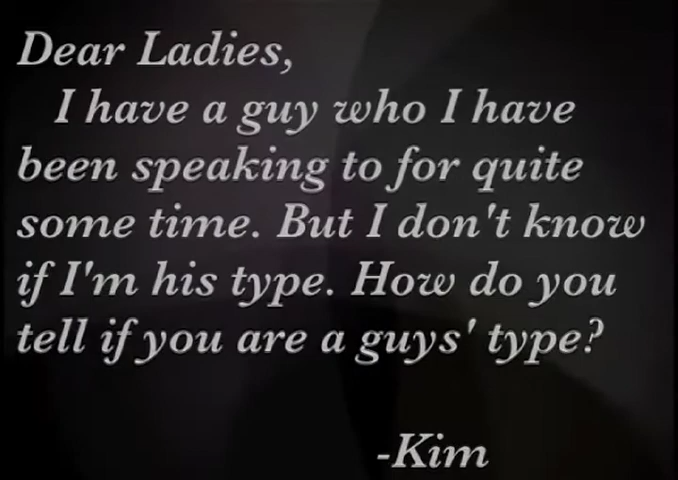 Dear Ladies,
I have a guy who I have
been speaking to for quite
some time. But I don't know
if I'm his type. How do you
tell if you are a guys' type?
-Kim